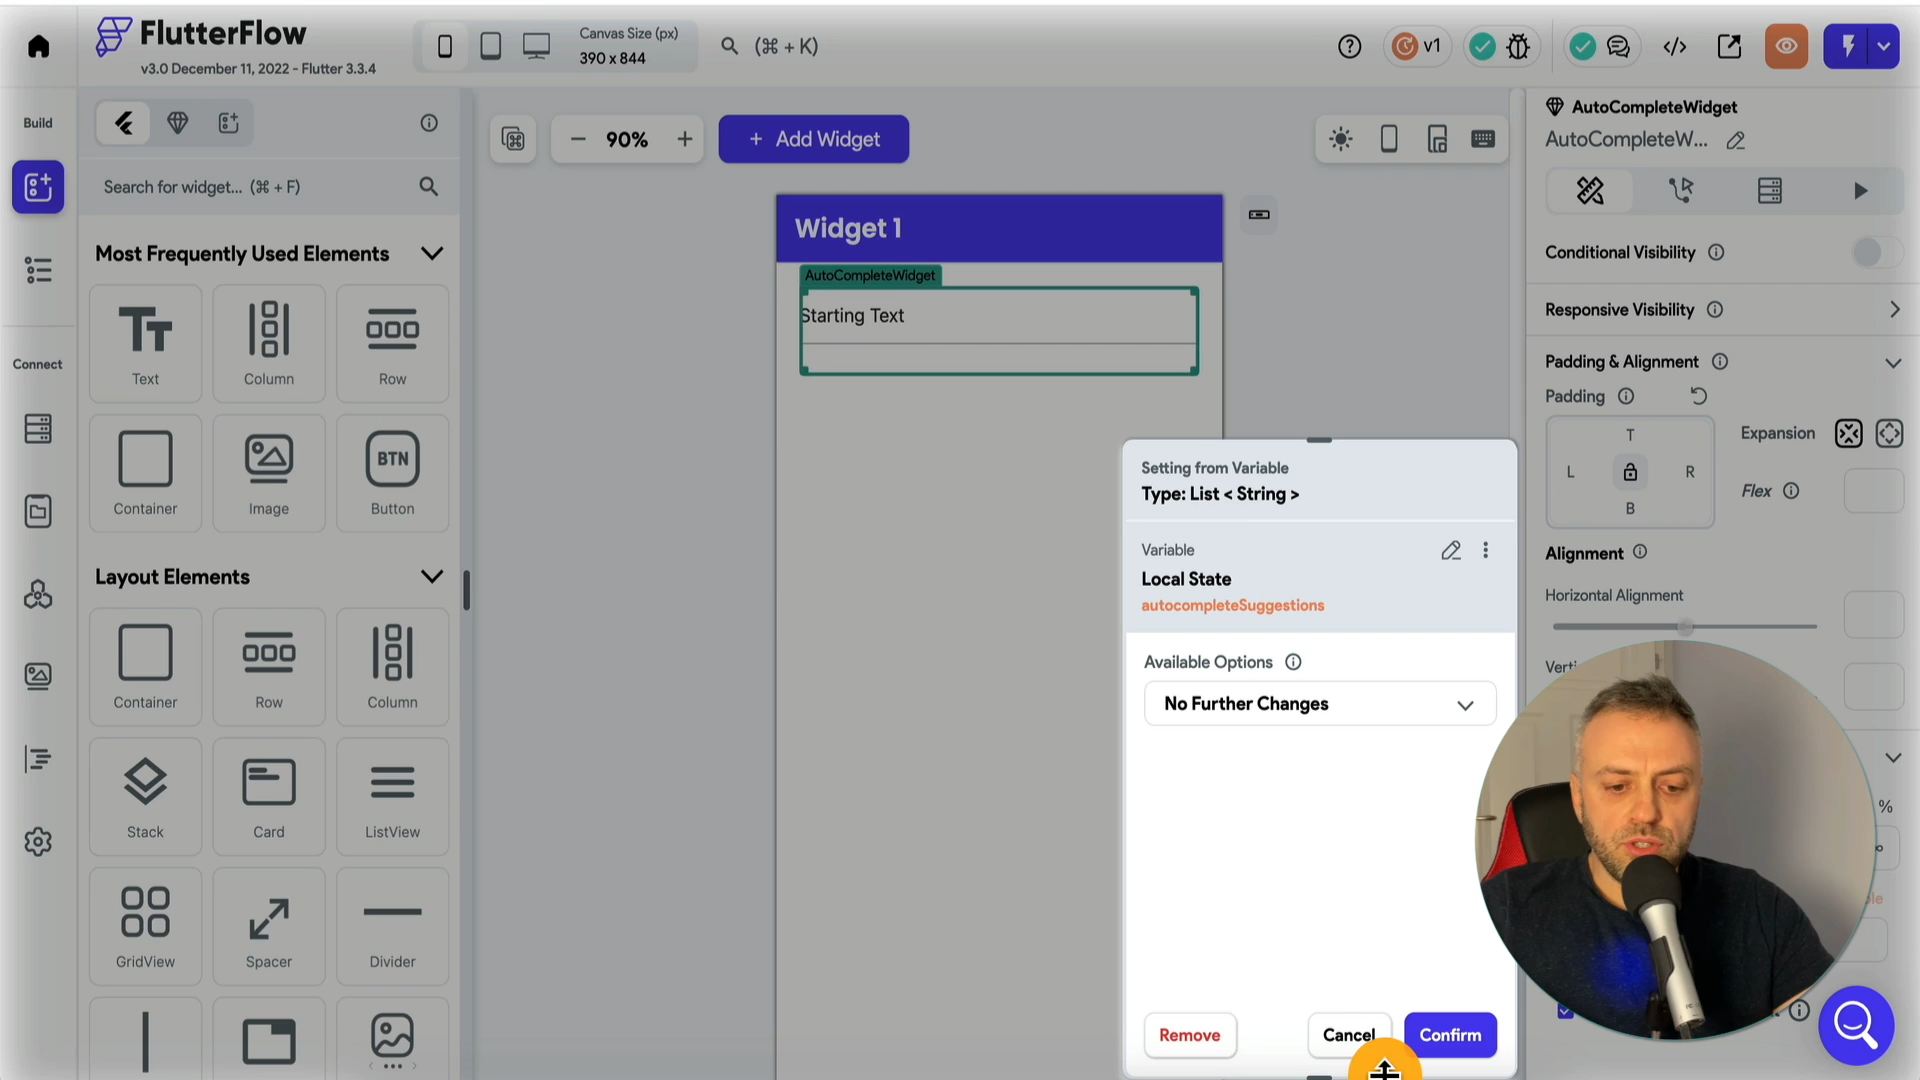 FlutterFlow
v3.0 December 11, 2022 - Flutter 3.3.4
Canvas Size (px)
390 x 844
(⌘ + K)
v1
Build
Connect
Search for widget... (⌘ + F)
Most Frequently Used Elements
Text
Column
Row
Container
Image
BTN
Button
Layout Elements
Container
Row
Column
Stack
Card
ListView
GridView
Spacer
Divider
90%
+ Add Widget
Widget 1
AutoCompleteWidget
Starting Text
Setting from Variable
Type: List < String >
Variable
Local State
autocompleteSuggestions
Available Options
No Further Changes
Remove
Cancel
Confirm
AutoCompleteWidget
AutoCompleteW...
Conditional Visibility
Responsive Visibility
Padding & Alignment
Padding
T
L
R
B
Expansion
Flex
Alignment
Horizontal Alignment
%